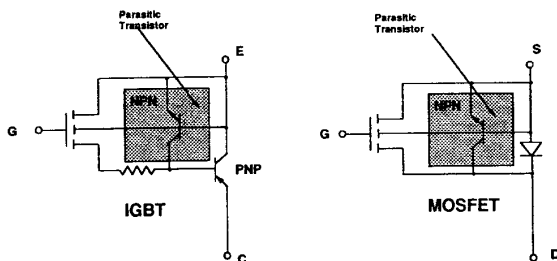 Parasitic
Transistor
E
NPN
G
PNP
IGBT
C
Parasitic
Transistor
S
NPN
G
MOSFET
D